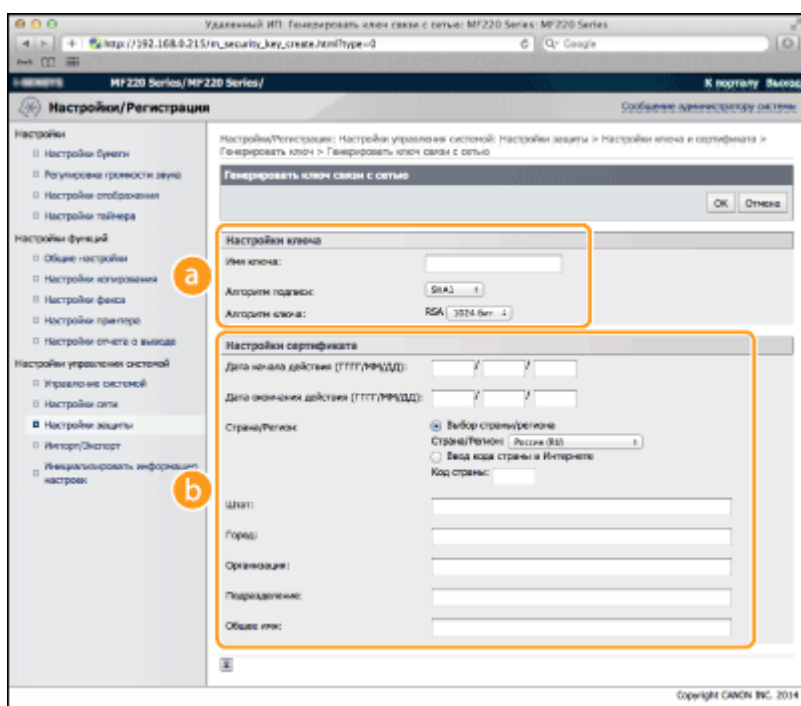 Удаленный ИП: Генерировать ключ связи с сетью: MF220 Series: MF220 Series
http://192.168.0.215/m_security_key_create.html?type=0
Q- Google
MF220 Series/MF220 Series/
К порталу Выход
Настройки/Регистрация
Сообщение администратору системы
Настройки
Настройки бумаги
Регулировка громкости звука
Настройки отображения
Настройки таймера
Настройки функций
Общие настройки
Настройки копирования
Настройки факса
Настройки принтера
Настройки отчета о выводе
Настройки управления системой
Управление системой
Настройки сети
Настройки защиты
Импорт/Экспорт
Инициализировать информацию
настроек
Настройки/Регистрация: Настройки управления системой: Настройки защиты > Настройки ключа и сертификата >
Генерировать ключ > Генерировать ключ связи с сетью
Генерировать ключ связи с сетью
OK Отмена
a
Настройки ключа
Имя ключа:
Алгоритм подписи: SHA1
Алгоритм ключа: RSA 1024 бит
b
Настройки сертификата
Дата начала действия (ГГГГ/ММ/ДД): / /
Дата окончания действия (ГГГГ/ММ/ДД): / /
Страна/Регион: Выбор страны/региона
Страна/Регион: Россия (RU)
Ввод кода страны в Интернете
Код страны:
Штат:
Город:
Организация:
Подразделение:
Общее имя:
Copyright CANON INC. 2014